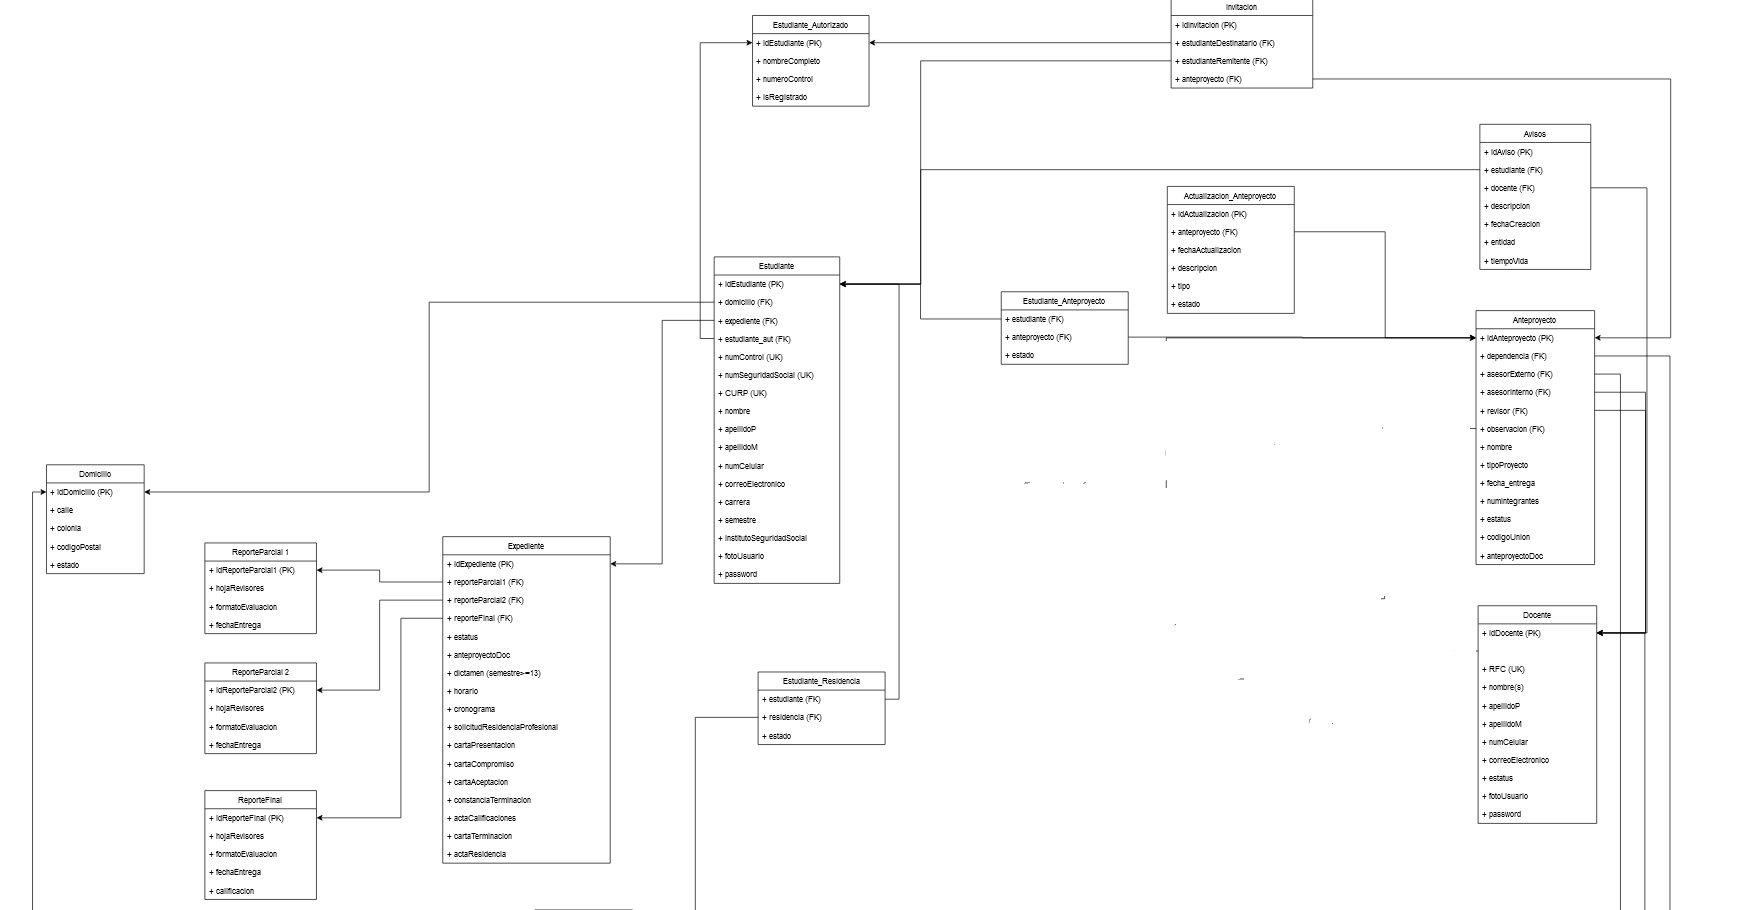 Estudiante_Autorizado
+ idEstudiante (PK)
+ nombreCompleto
+ numeroControl
+ isRegistrado
Invitacion
+ idInvitacion (PK)
+ estudianteDestinatario (FK)
+ estudianteRemitente (FK)
+ anteproyecto (FK)
Avisos
+ idAviso (PK)
+ estudiante (FK)
+ docente (FK)
+ descripcion
+ fechaCreacion
+ entidad
+ tiempoVida
Actualizacion_Anteproyecto
+ idActualizacion (PK)
+ anteproyecto (FK)
+ fechaActualizacion
+ descripcion
+ tipo
+ estado
Estudiante
+ idEstudiante (PK)
+ domicilio (FK)
+ expediente (FK)
+ estudiante_aut (FK)
+ numControl (UK)
+ numSeguridadSocial (UK)
+ CURP (UK)
+ nombre
+ apellidoP
+ apellidoM
+ numCelular
+ correoElectronico
+ carrera
+ semestre
+ institutoSeguridadSocial
+ fotoUsuario
+ password
Estudiante_Anteproyecto
+ estudiante (FK)
+ anteproyecto (FK)
+ estado
Anteproyecto
+ idAnteproyecto (PK)
+ dependencia (FK)
+ asesorExterno (FK)
+ asesorInterno (FK)
+ revisor (FK)
+ observacion (FK)
+ nombre
+ tipoProyecto
+ fecha_entrega
+ numIntegrantes
+ estatus
+ codigoUnion
+ anteproyectoDoc
Domicilio
+ idDomicilio (PK)
+ calle
+ colonia
+ codigoPostal
+ estado
ReporteParcial 1
+ idReporteParcial1 (PK)
+ hojaRevisores
+ formatoEvaluacion
+ fechaEntrega
Expediente
+ idExpediente (PK)
+ reporteParcial1 (FK)
+ reporteParcial2 (FK)
+ reporteFinal (FK)
+ estatus
+ anteproyectoDoc
+ dictamen (semestre>=13)
+ horario
+ cronograma
+ solicitudResidenciaProfesional
+ cartaPresentacion
+ cartaCompromiso
+ cartaAceptacion
+ constanciaTerminacion
+ actaCalificaciones
+ cartaTerminacion
+ actaResidencia
ReporteParcial 2
+ idReporteParcial2 (PK)
+ hojaRevisores
+ formatoEvaluacion
+ fechaEntrega
ReporteFinal
+ idReporteFinal (PK)
+ hojaRevisores
+ formatoEvaluacion
+ fechaEntrega
+ calificacion
Estudiante_Residencia
+ estudiante (FK)
+ residencia (FK)
+ estado
Docente
+ idDocente (PK)
+ RFC (UK)
+ nombre(s)
+ apellidoP
+ apellidoM
+ numCelular
+ correoElectronico
+ estatus
+ fotoUsuario
+ password